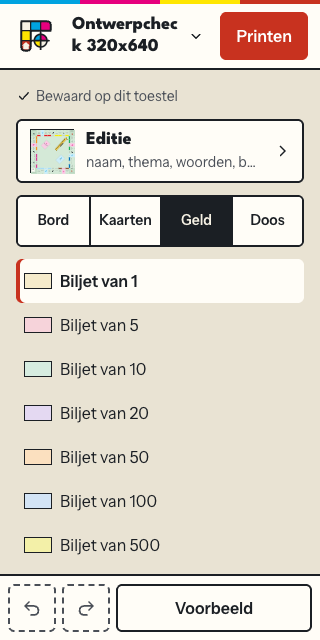 Ontwerpchec
k 320x640
Printen
Bewaard op dit toestel
Editie
naam, thema, woorden, b...
Bord
Kaarten
Geld
Doos
Biljet van 1
Biljet van 5
Biljet van 10
Biljet van 20
Biljet van 50
Biljet van 100
Biljet van 500
Voorbeeld